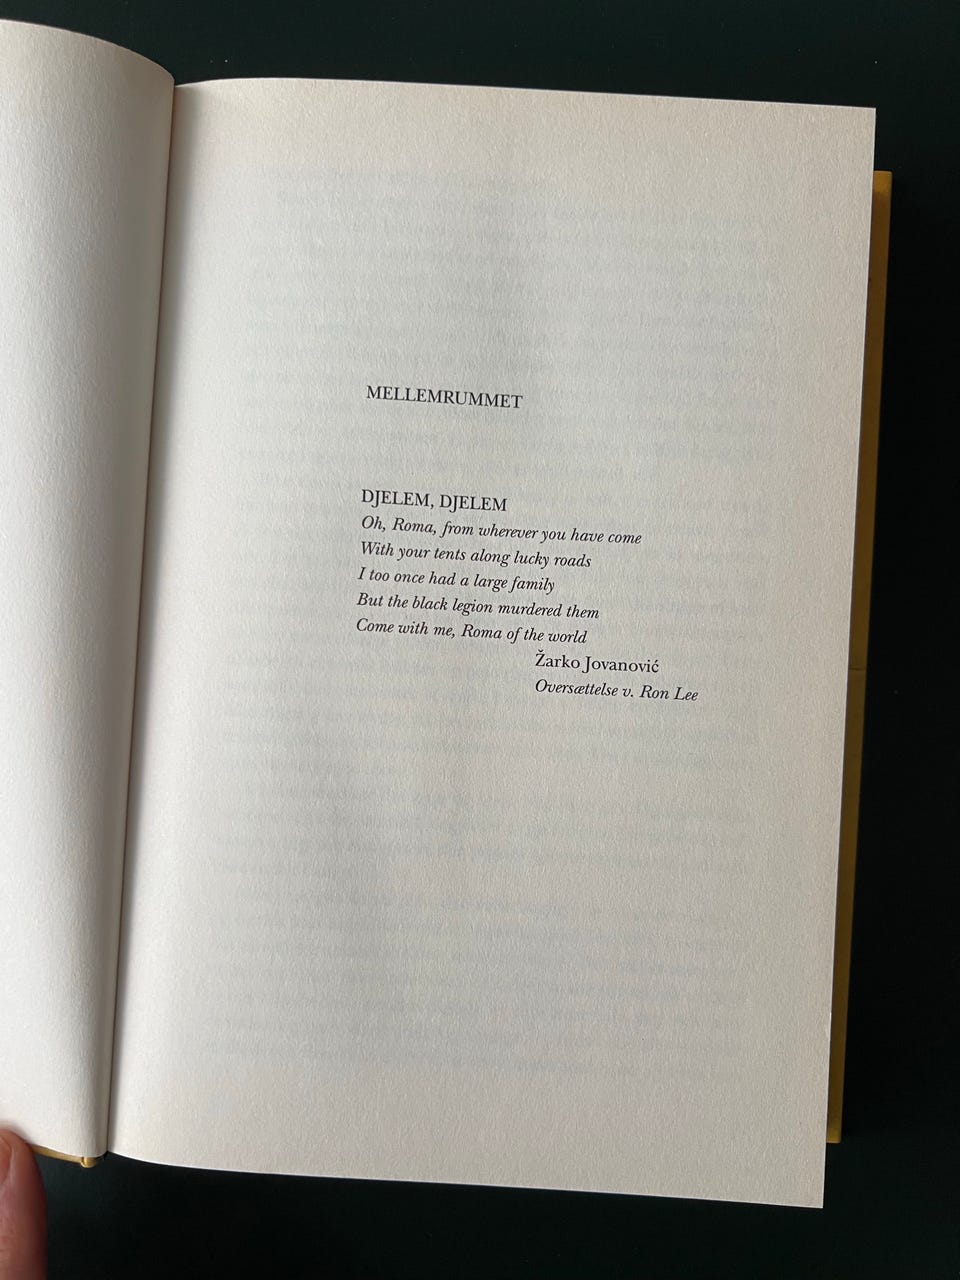 MELLEMRUMMET
DJELEM, DJELEM
Oh, Roma, from wherever you have come
With your tents along lucky roads
I too once had a large family
But the black legion murdered them
Come with me, Roma of the world
Žarko Jovanović
Oversættelse v. Ron Lee